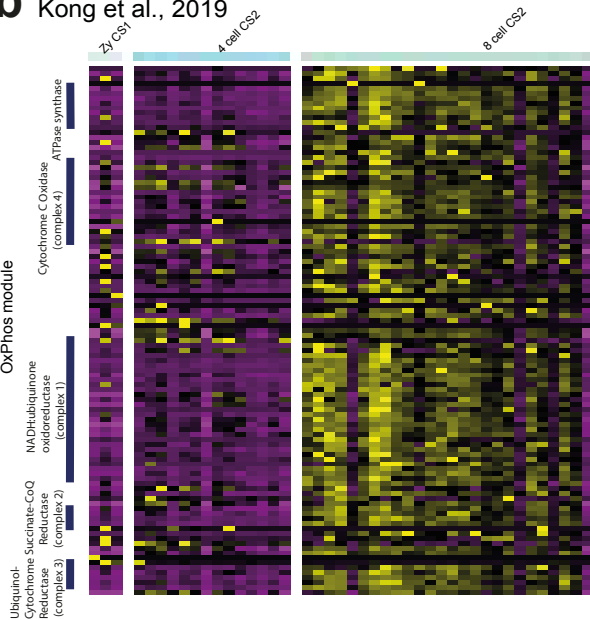 b Kong et al., 2019
Zy CS1
4 cell CS2
8 cell CS2
OxPhos module
ATPase synthase
Cytochrome C Oxidase
(complex 4)
NADH:ubiquinone
oxidoreductase
(complex 1)
Succinate-CoQ
Reductase
(complex 2)
Ubiquinol-
Cytochrome
Reductase
(complex 3)